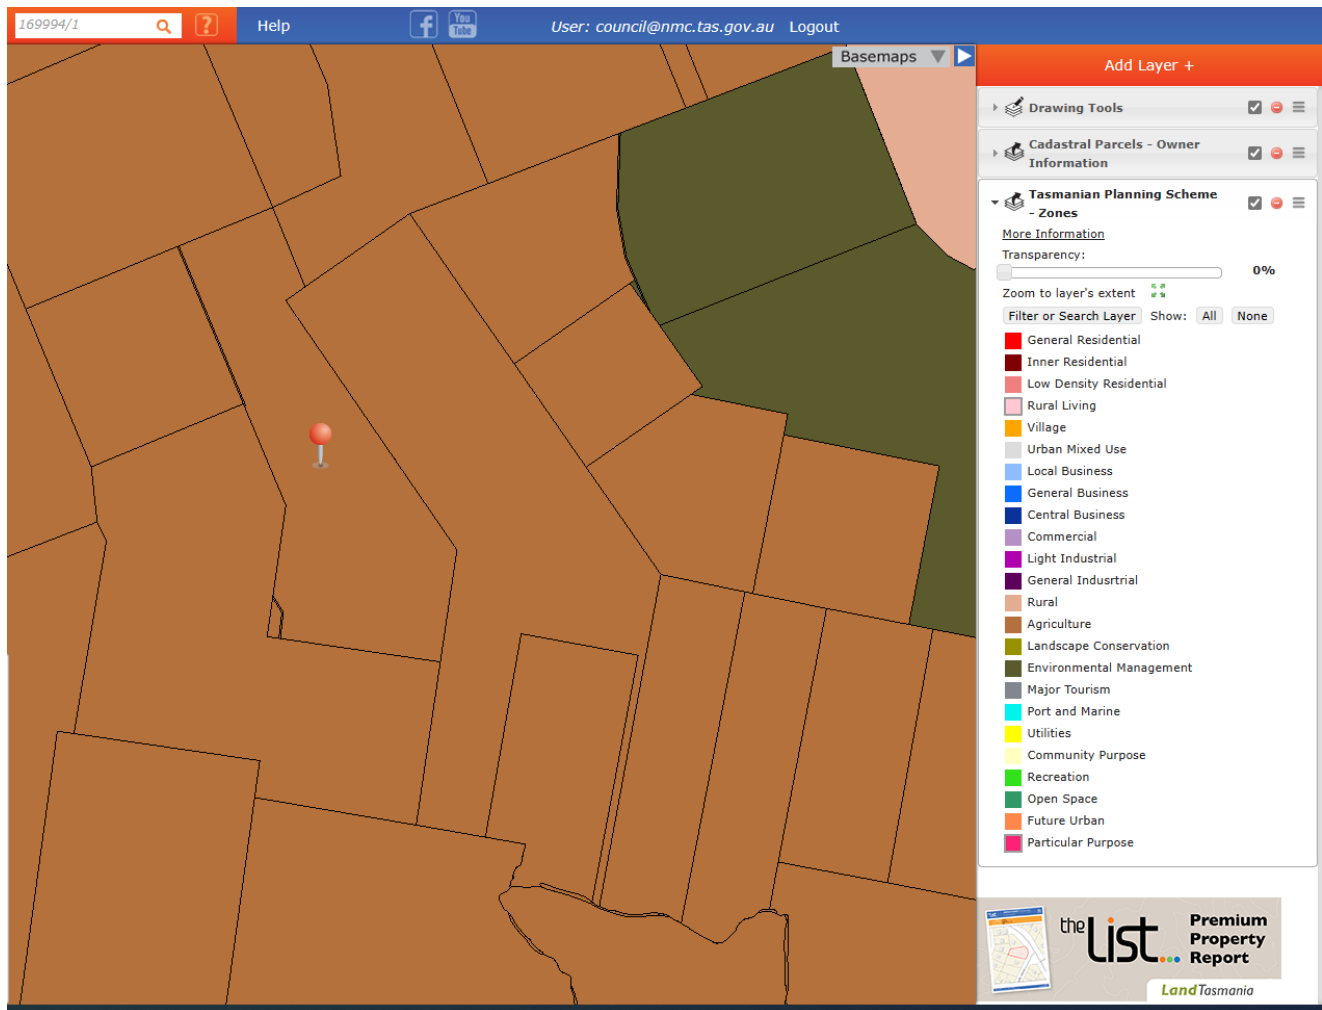 169994/1
?
Help
f
You
Tube
User: council@nmc.tas.gov.au Logout
Basemaps
Add Layer +
Drawing Tools
Cadastral Parcels - Owner
Information
Tasmanian Planning Scheme
- Zones
More Information
Transparency:
0%
Zoom to layer's extent
Filter or Search Layer Show: All None
General Residential
Inner Residential
Low Density Residential
Rural Living
Village
Urban Mixed Use
Local Business
General Business
Central Business
Commercial
Light Industrial
General Indusrtrial
Rural
Agriculture
Landscape Conservation
Environmental Management
Major Tourism
Port and Marine
Utilities
Community Purpose
Recreation
Open Space
Future Urban
Particular Purpose
the List...
Premium
Property
Report
LandTasmania